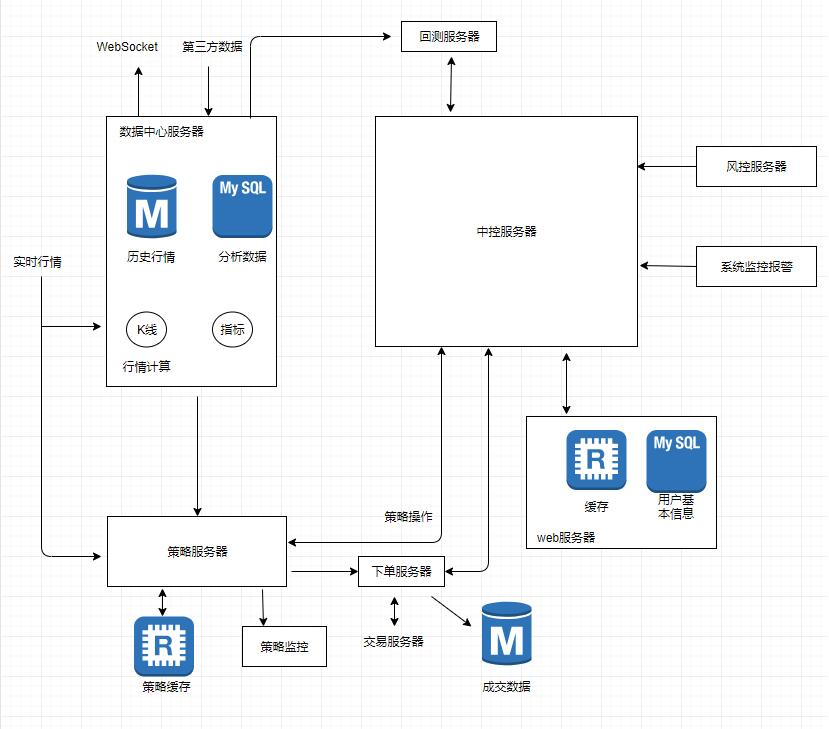 回测服务器
WebSocket
第三方数据
数据中心服务器
M
历史行情
My SQL
分析数据
中控服务器
风控服务器
系统监控报警
实时行情
K线
指标
行情计算
R
缓存
My SQL
用户基
本信息
web服务器
策略操作
策略服务器
下单服务器
R
策略缓存
策略监控
交易服务器
M
成交数据